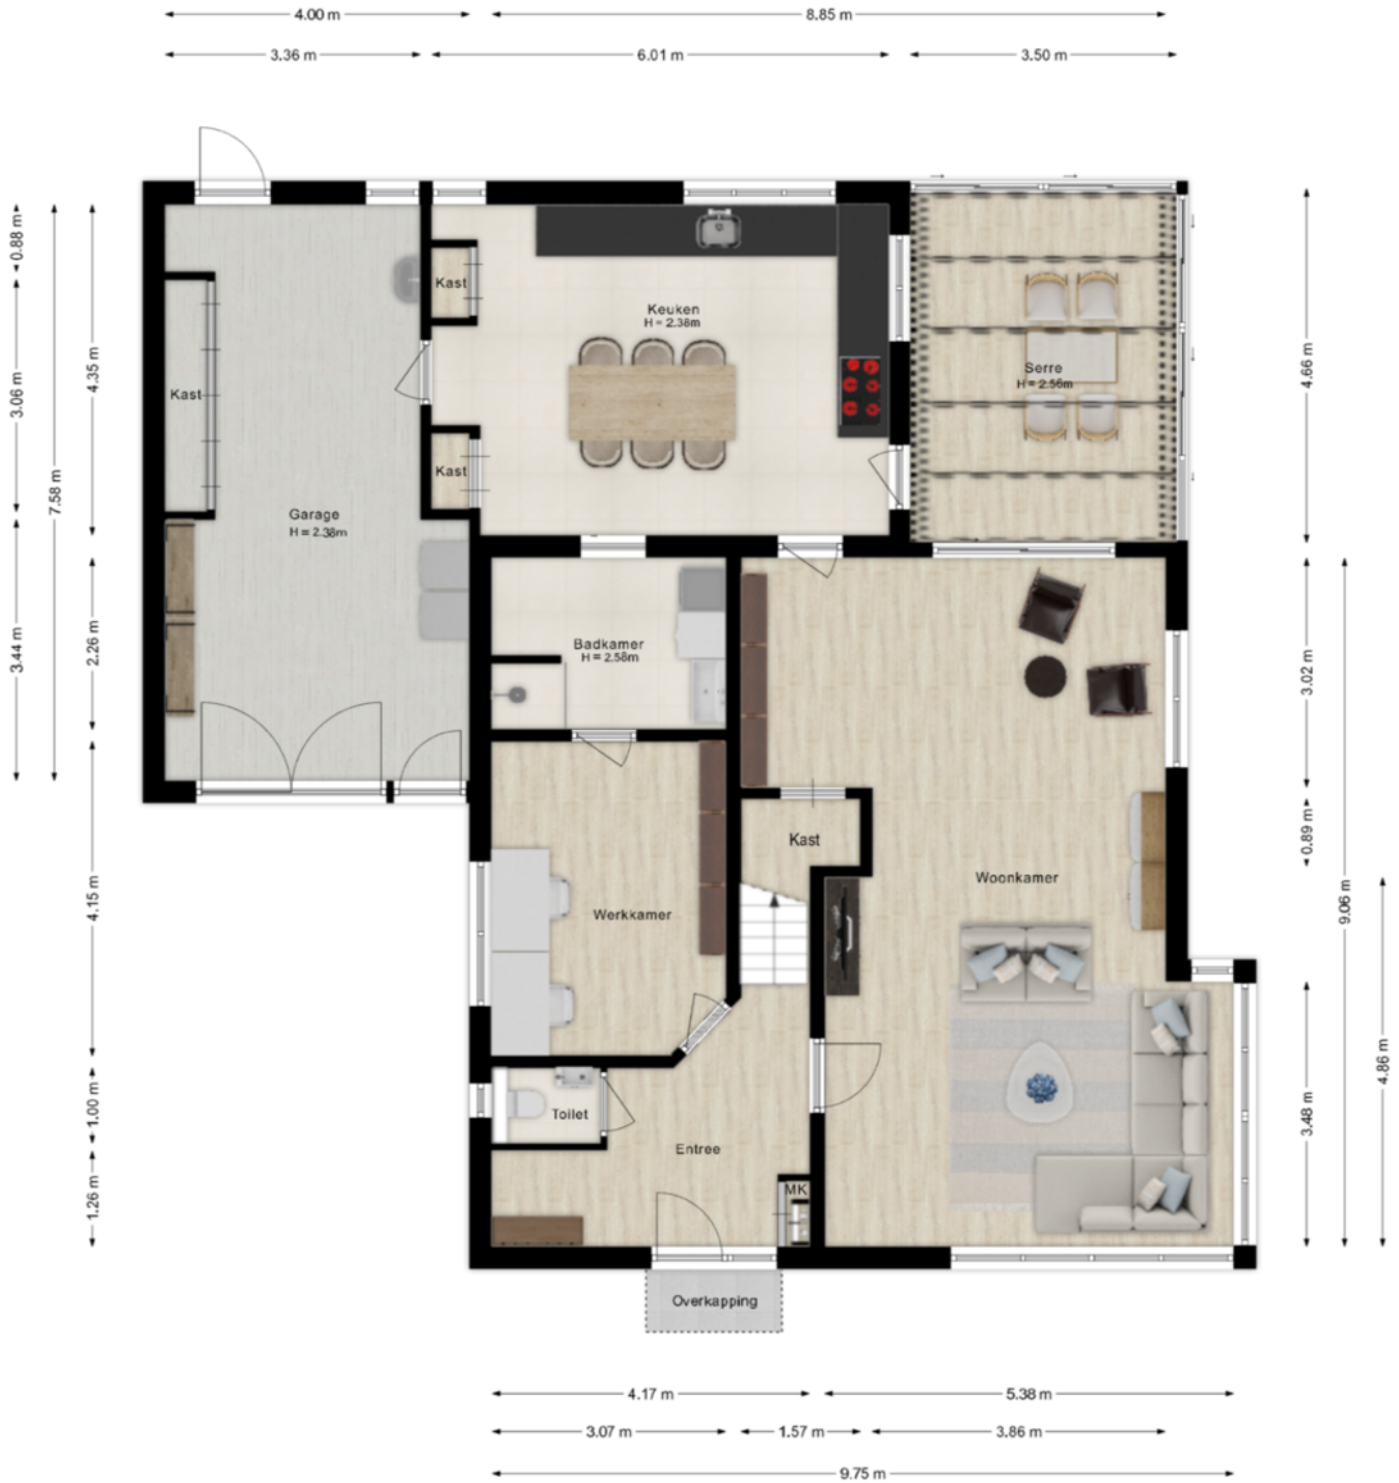 4.00 m
8.85 m
3.36 m
6.01 m
3.50 m
0.88 m
3.06 m
3.44 m
7.58 m
4.35 m
2.26 m
4.15 m
1.00 m
1.26 m
Kast
Keuken
H = 2.38m
Serre
H = 2.56m
Kast
Kast
Garage
H = 2.38m
Badkamer
H = 2.58m
Kast
Woonkamer
Werkkamer
Toilet
Entree
MK
Overkapping
4.66 m
3.02 m
0.89 m
9.06 m
4.86 m
3.48 m
4.17 m
5.38 m
3.07 m
1.57 m
3.86 m
9.75 m